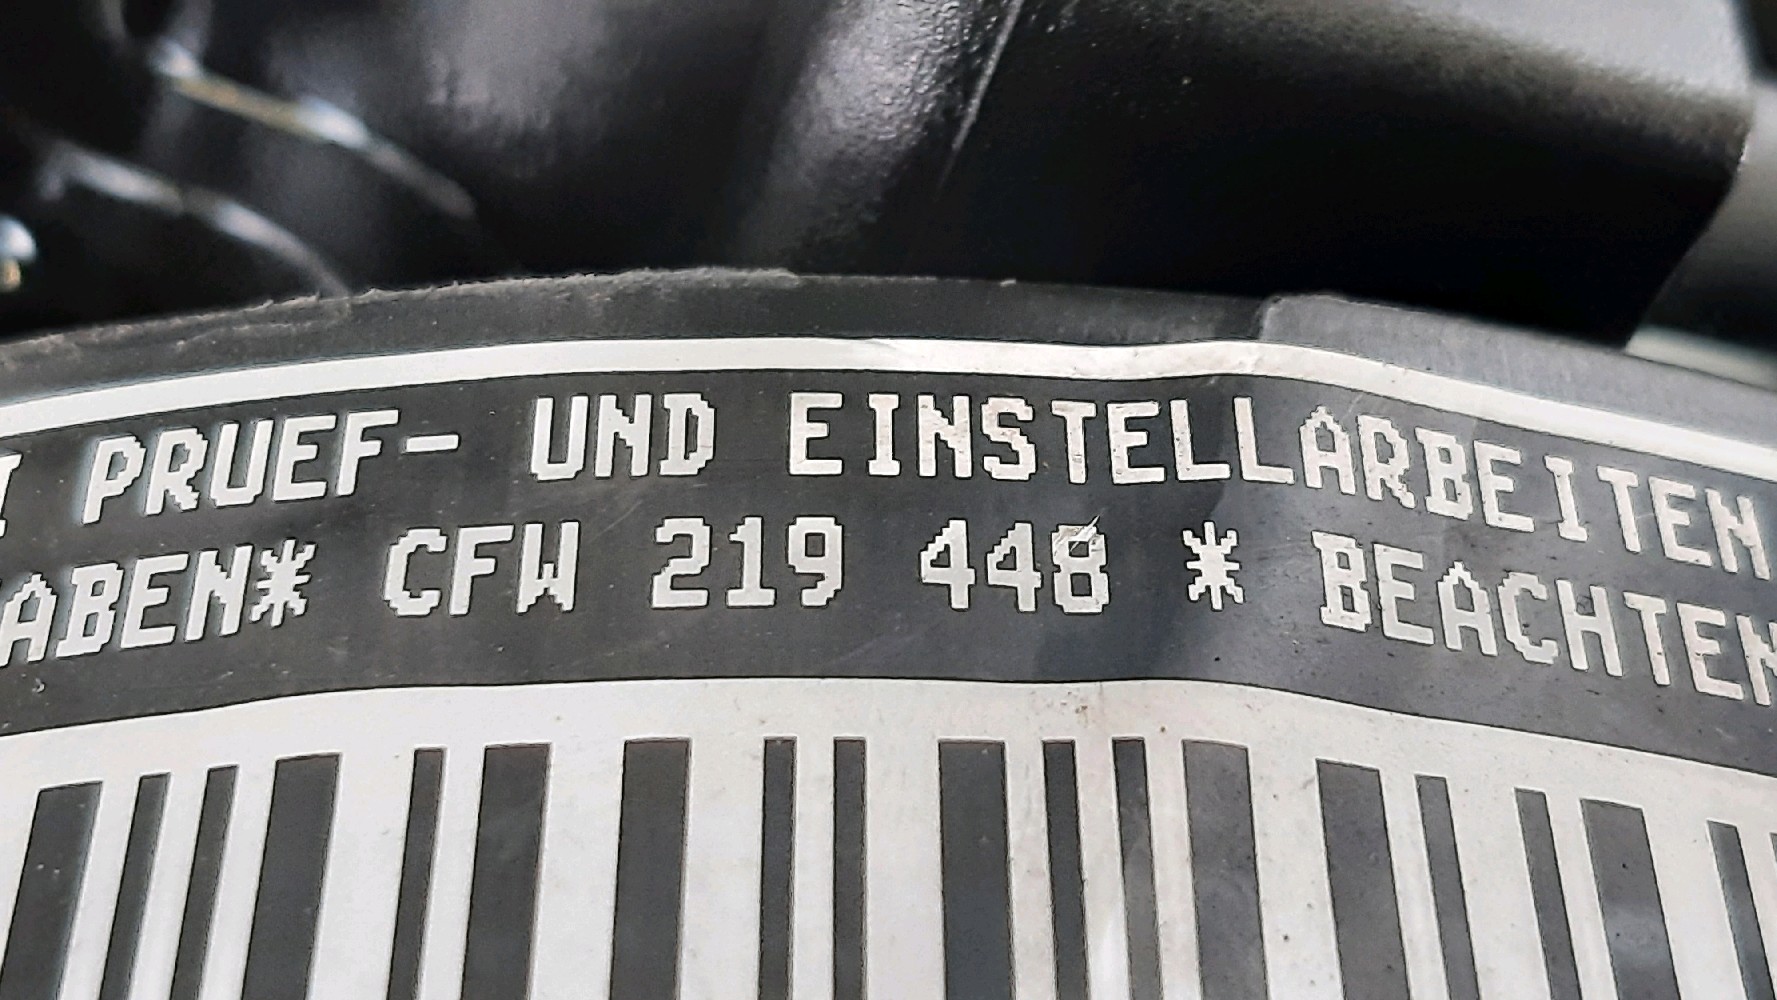 I PRUEF- UND EINSTELLARBEITEN
ABEN* CFW 219 448 * BEACHTEN